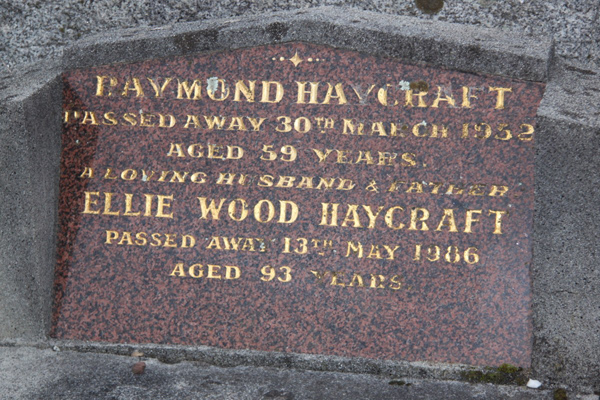 RAYMOND HAYCRAFT
PASSED AWAY 30TH MARCH 1952
AGED 59 YEARS.
A LOVING HUSBAND & FATHER
ELLIE WOOD HAYCRAFT
PASSED AWAY 13TH MAY 1986
AGED 93 YEARS